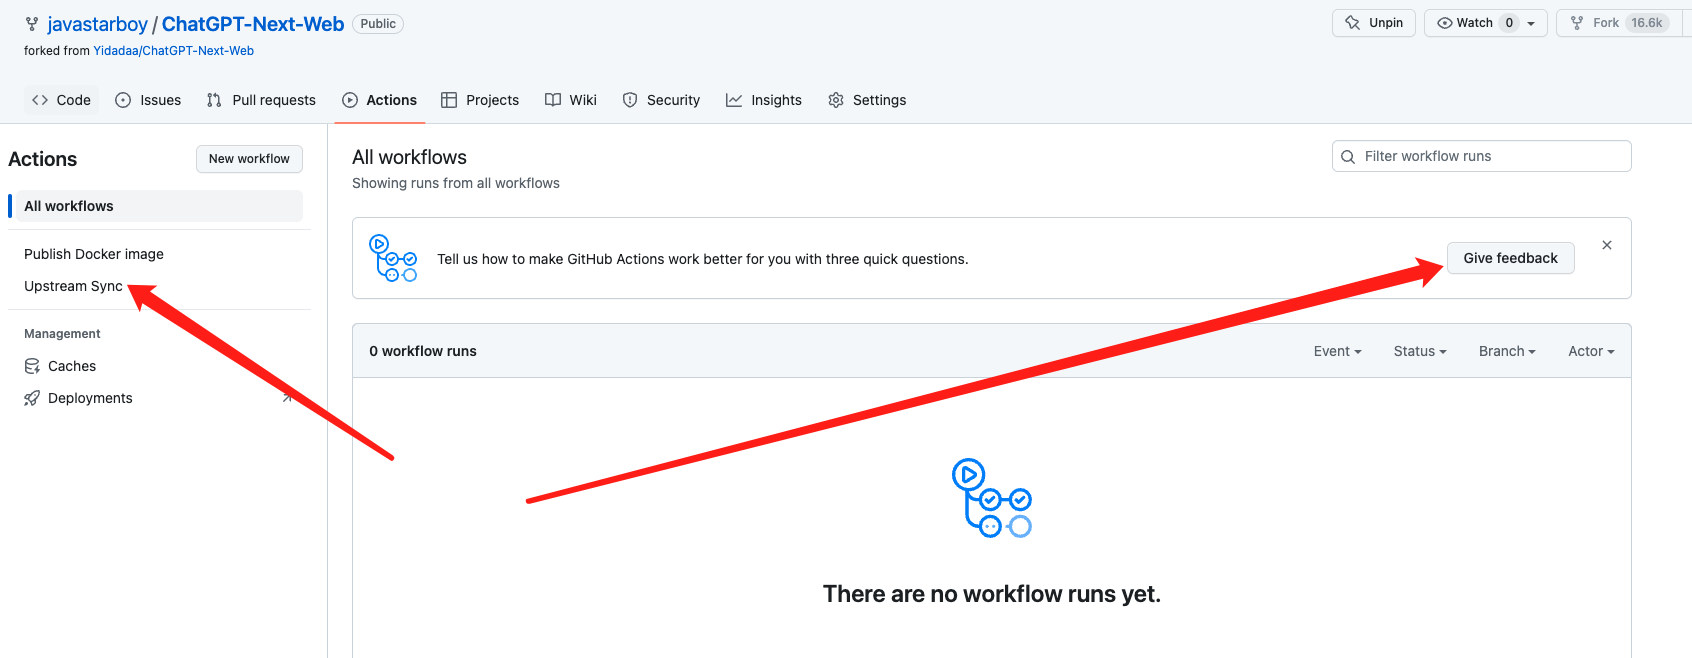 javastarboy / ChatGPT-Next-Web Public
Unpin Watch 0 Fork 16.6k
forked from Yidadaa/ChatGPT-Next-Web
Code Issues Pull requests Actions Projects Wiki Security Insights Settings
Actions
New workflow
All workflows
Publish Docker image
Upstream Sync
Management
Caches
Deployments
All workflows
Showing runs from all workflows
Filter workflow runs
Tell us how to make GitHub Actions work better for you with three quick questions.
Give feedback
0 workflow runs
Event Status Branch Actor
There are no workflow runs yet.